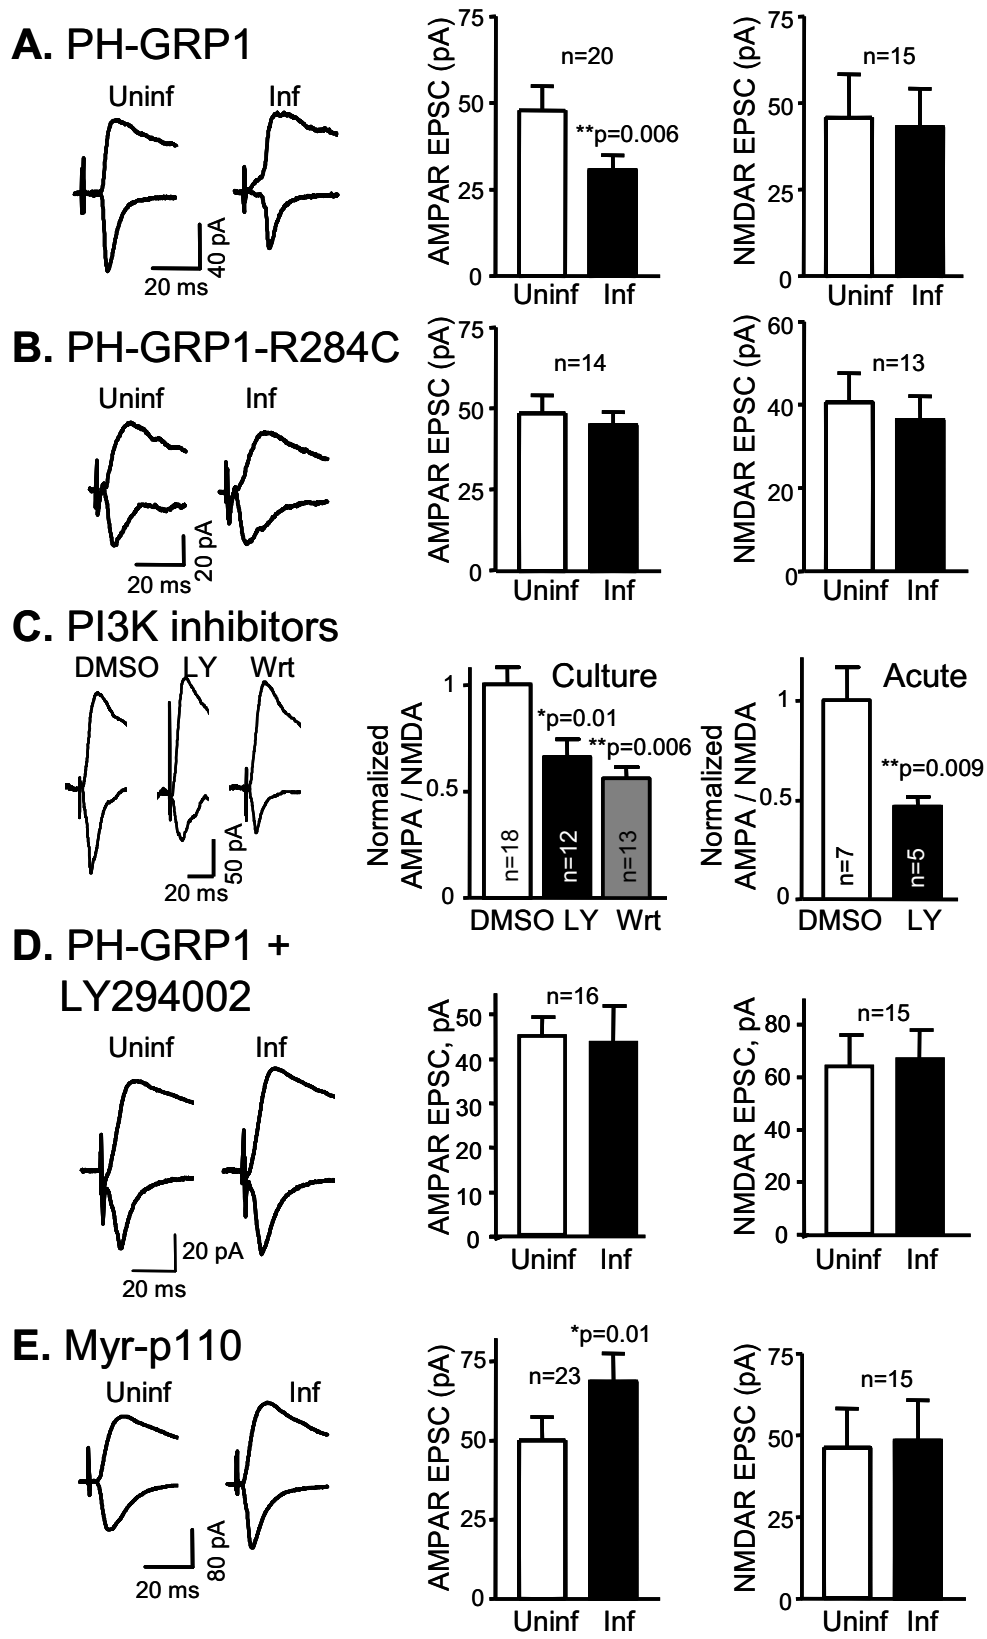 A. PH-GRP1
Uninf Inf
40 pA
20 ms
AMPAR EPSC (pA)
75
50
25
0
n=20
**p=0.006
Uninf Inf
NMDAR EPSC (pA)
75
50
25
0
n=15
Uninf Inf
B. PH-GRP1-R284C
Uninf Inf
20 pA
20 ms
AMPAR EPSC (pA)
75
50
25
0
n=14
Uninf Inf
NMDAR EPSC (pA)
60
40
20
0
n=13
Uninf Inf
C. PI3K inhibitors
DMSO LY Wrt
50 pA
20 ms
Normalized
AMPA / NMDA
1
0.5
0
Culture
*p=0.01
**p=0.006
n=18
n=12
n=13
DMSO LY Wrt
Normalized
AMPA / NMDA
1
0.5
0
Acute
**p=0.009
n=7
n=5
DMSO LY
D. PH-GRP1 +
LY294002
Uninf Inf
20 pA
20 ms
AMPAR EPSC, pA
50
40
30
20
10
0
n=16
Uninf Inf
NMDAR EPSC, pA
80
60
40
20
0
n=15
Uninf Inf
E. Myr-p110
Uninf Inf
80 pA
20 ms
AMPAR EPSC (pA)
75
50
25
0
*p=0.01
n=23
Uninf Inf
NMDAR EPSC (pA)
75
50
25
0
n=15
Uninf Inf